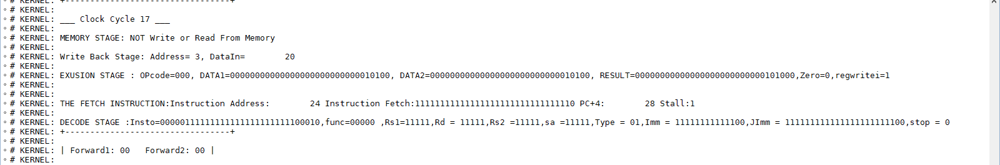 ◦# KERNEL: +---------------------------------+
◦# KERNEL:
◦# KERNEL: ___ Clock Cycle 17 ___
◦# KERNEL:
◦# KERNEL: MEMORY STAGE: NOT Write or Read From Memory
◦# KERNEL:
◦# KERNEL: Write Back Stage: Address= 3, DataIn=        20
◦# KERNEL:
◦# KERNEL: EXUSION STAGE : OPcode=000, DATA1=00000000000000000000000000010100, DATA2=00000000000000000000000000010100, RESULT=00000000000000000000000000101000,Zero=0,regwritei=1
◦# KERNEL:
◦# KERNEL:
◦# KERNEL: THE FETCH INSTRUCTION:Instruction Address:        24 Instruction Fetch:11111111111111111111111111111110 PC+4:        28 Stall:1
◦# KERNEL:
◦# KERNEL: DECODE STAGE :Insto=00000111111111111111111111100010,func=00000 ,Rs1=11111,Rd = 11111,Rs2 =11111,sa =11111,Type = 01,Imm = 11111111111100,JImm = 111111111111111111111100,stop = 0
◦# KERNEL: +---------------------------------+
◦# KERNEL:
◦# KERNEL: | Forward1: 00   Forward2: 00 |
◦# KERNEL: